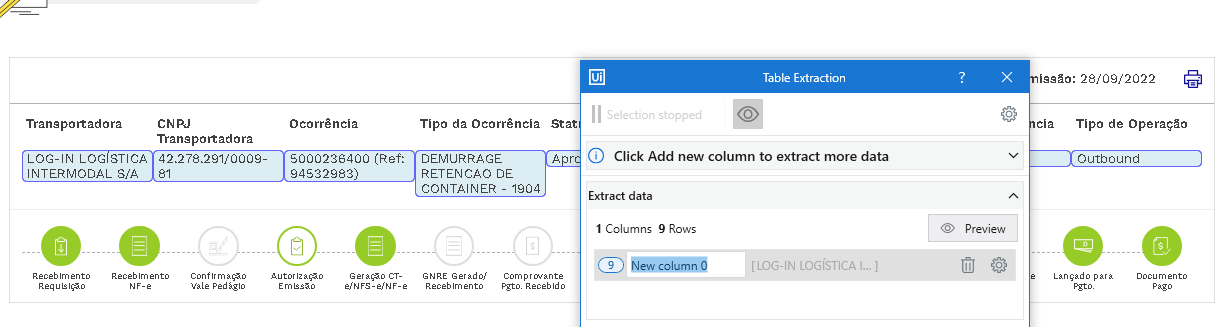 Ui Table Extraction ?
missão: 28/09/2022
Selection stopped
Transportadora CNPJ Transportadora Ocorrência Tipo da Ocorrência Tipo de Operação
LOG-IN LOGÍSTICA INTERMODAL S/A
42.278.291/0009-81
5000236400 (Ref: 94532983)
DEMURRAGE RETENCAO DE CONTAINER - 1904
Outbound
Click Add new column to extract more data
Extract data
1 Columns 9 Rows Preview
9 New column 0 [LOG-IN LOGÍSTICA I... ]
Recebimento Requisição
Recebimento NF-e
Confirmação Vale Pedágio
Autorização Emissão
Geração CT-e/NFS-e/NF-e
GNRE Gerado/ Recebimento
Comprovante Pgto. Recebido
Lançado para Pgto.
Documento Pago